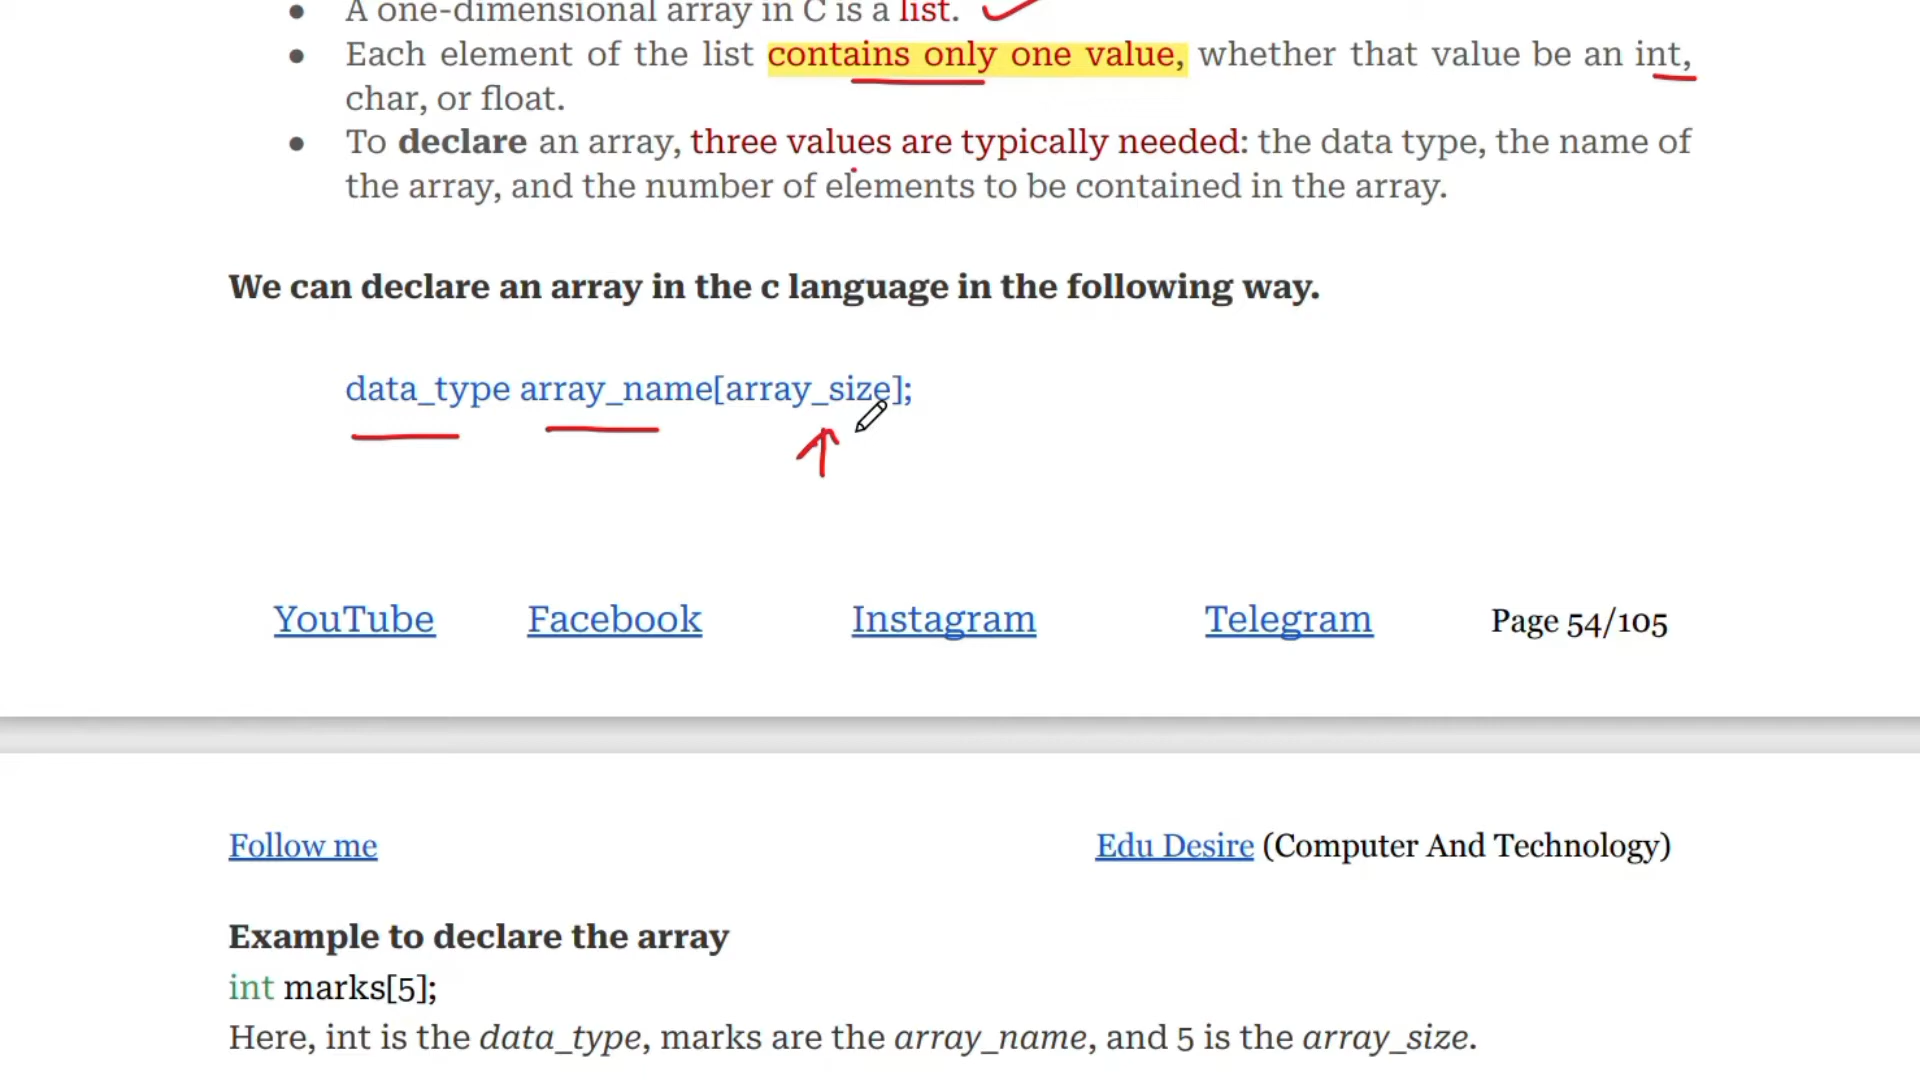 • A one-dimensional array in C is a list.
• Each element of the list contains only one value, whether that value be an int,
char, or float.
• To declare an array, three values are typically needed: the data type, the name of
the array, and the number of elements to be contained in the array.
We can declare an array in the c language in the following way.
data_type array_name[array_size];
YouTube Facebook Instagram Telegram Page 54/105
Follow me Edu Desire (Computer And Technology)
Example to declare the array
int marks[5];
Here, int is the data_type, marks are the array_name, and 5 is the array_size.